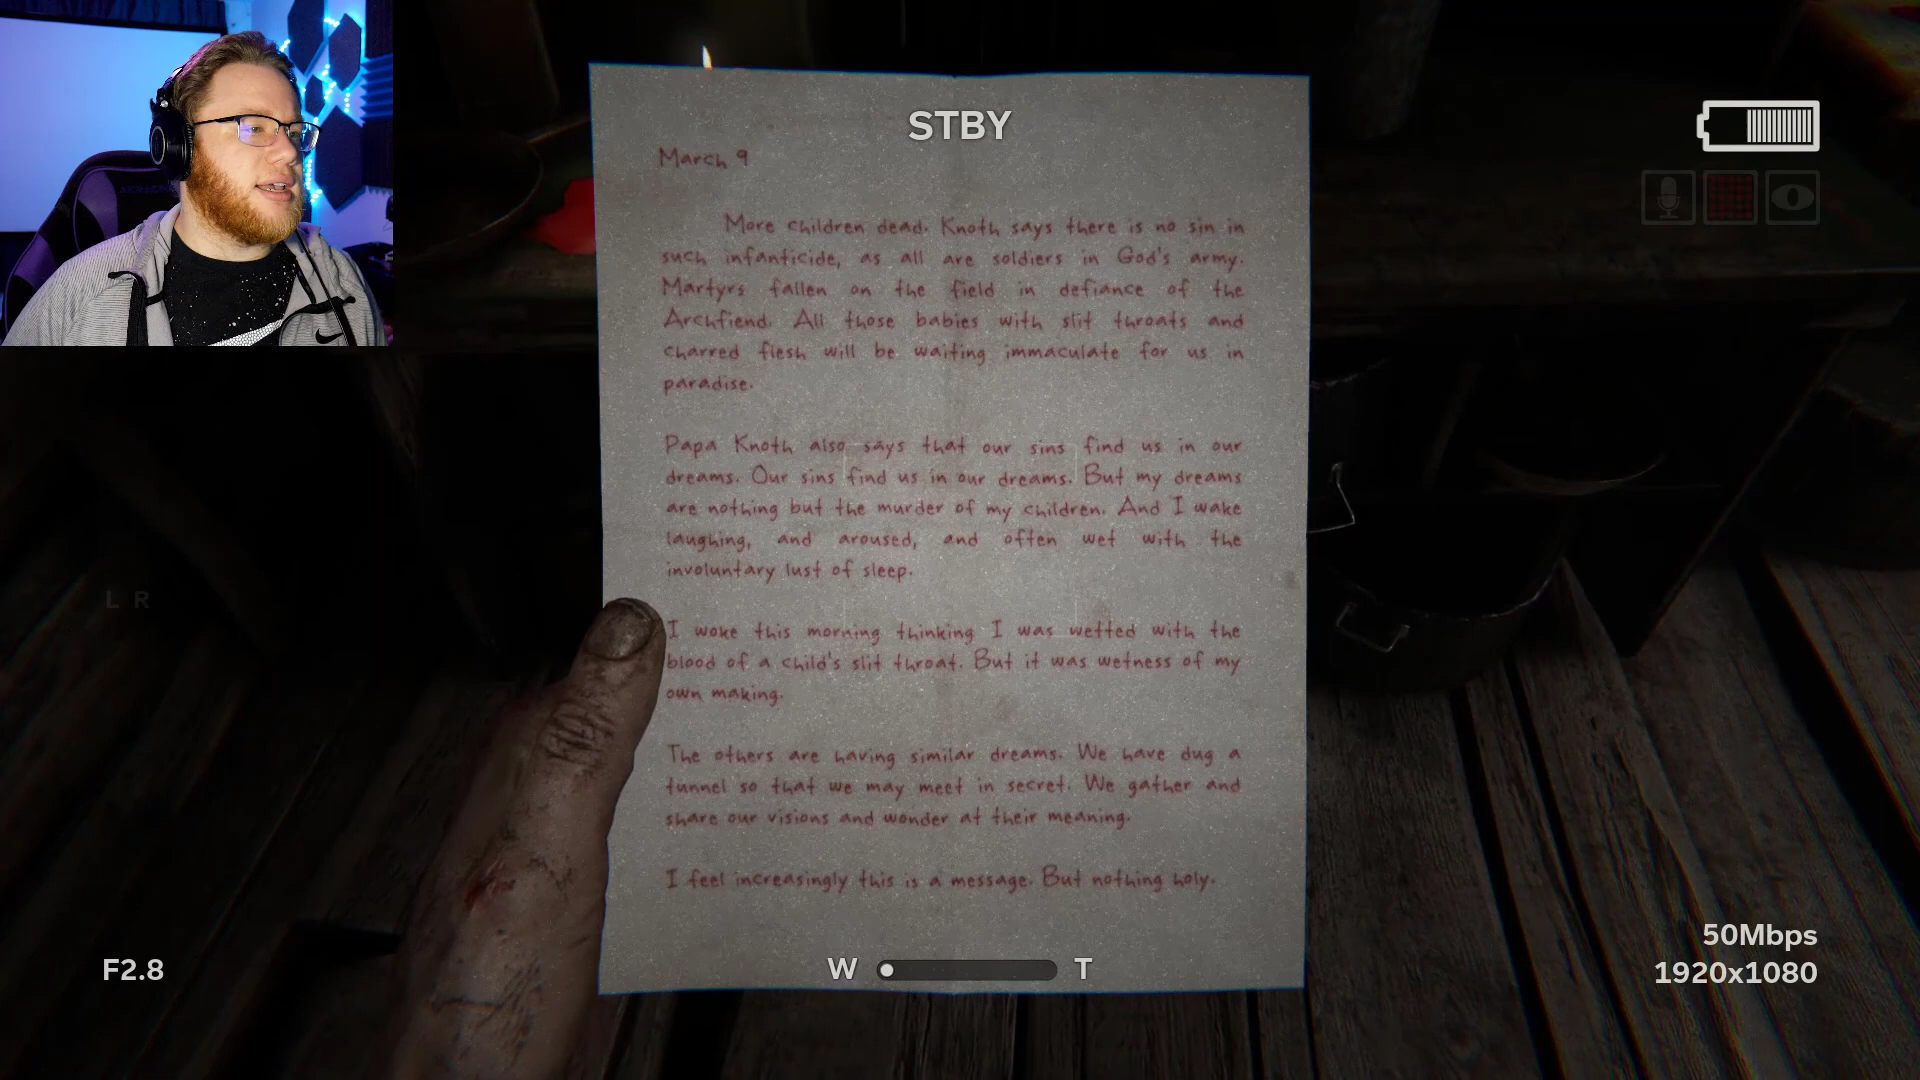 STBY
March 9
More children dead. Knoth says there is no sin in
such infanticide, as all are soldiers in God's army.
Martyrs fallen on the field in defiance of the
Archfiend. All those babies with slit throats and
charred flesh will be waiting immaculate for us in
paradise.
Papa Knoth also says that our sins find us in our
dreams. Our sins find us in our dreams. But my dreams
are nothing but the murder of my children. And I wake
laughing, and aroused, and often wet with the
involuntary lust of sleep.
I woke this morning thinking I was wetted with the
blood of a child's slit throat. But it was wetness of my
own making.
The others are having similar dreams. We have dug a
tunnel so that we may meet in secret. We gather and
share our visions and wonder at their meaning.
I feel increasingly this is a message. But nothing holy.
L R
F2.8
W T
50Mbps
1920x1080